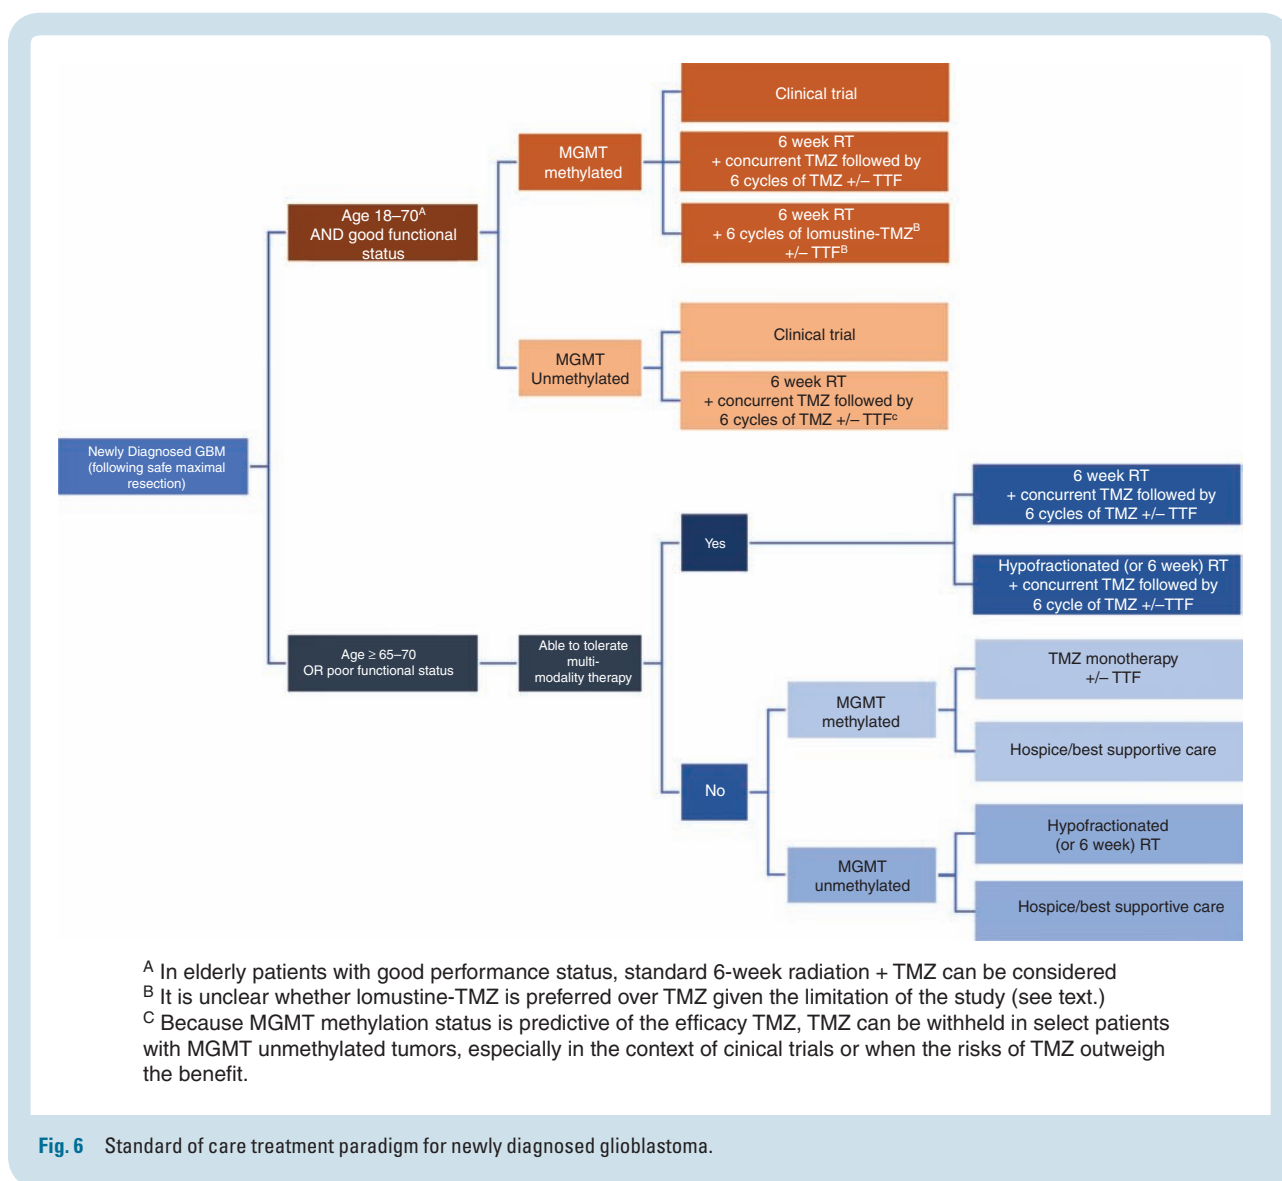 Clinical trial
6 week RT
+ concurrent TMZ followed by
6 cycles of TMZ +/– TTF
MGMT
methylated
6 week RT
+ 6 cycles of lomustine-TMZB
+/– TTFB
Age 18–70A
AND good functional
status
Clinical trial
MGMT
Unmethylated
6 week RT
+ concurrent TMZ followed by
6 cycles of TMZ +/– TTFc
Newly Diagnosed GBM
(following safe maximal
resection)
6 week RT
+ concurrent TMZ followed by
6 cycles of TMZ +/– TTF
Yes
Hypofractionated (or 6 week) RT
+ concurrent TMZ followed by
6 cycle of TMZ +/–TTF
Age ≥ 65–70
OR poor functional status
Able to tolerate
multi-
modality therapy
TMZ monotherapy
+/– TTF
MGMT
methylated
Hospice/best supportive care
No
Hypofractionated
(or 6 week) RT
MGMT
unmethylated
Hospice/best supportive care
A In elderly patients with good performance status, standard 6-week radiation + TMZ can be considered
B It is unclear whether lomustine-TMZ is preferred over TMZ given the limitation of the study (see text.)
C Because MGMT methylation status is predictive of the efficacy TMZ, TMZ can be withheld in select patients
with MGMT unmethylated tumors, especially in the context of cinical trials or when the risks of TMZ outweigh
the benefit.
Fig. 6 Standard of care treatment paradigm for newly diagnosed glioblastoma.